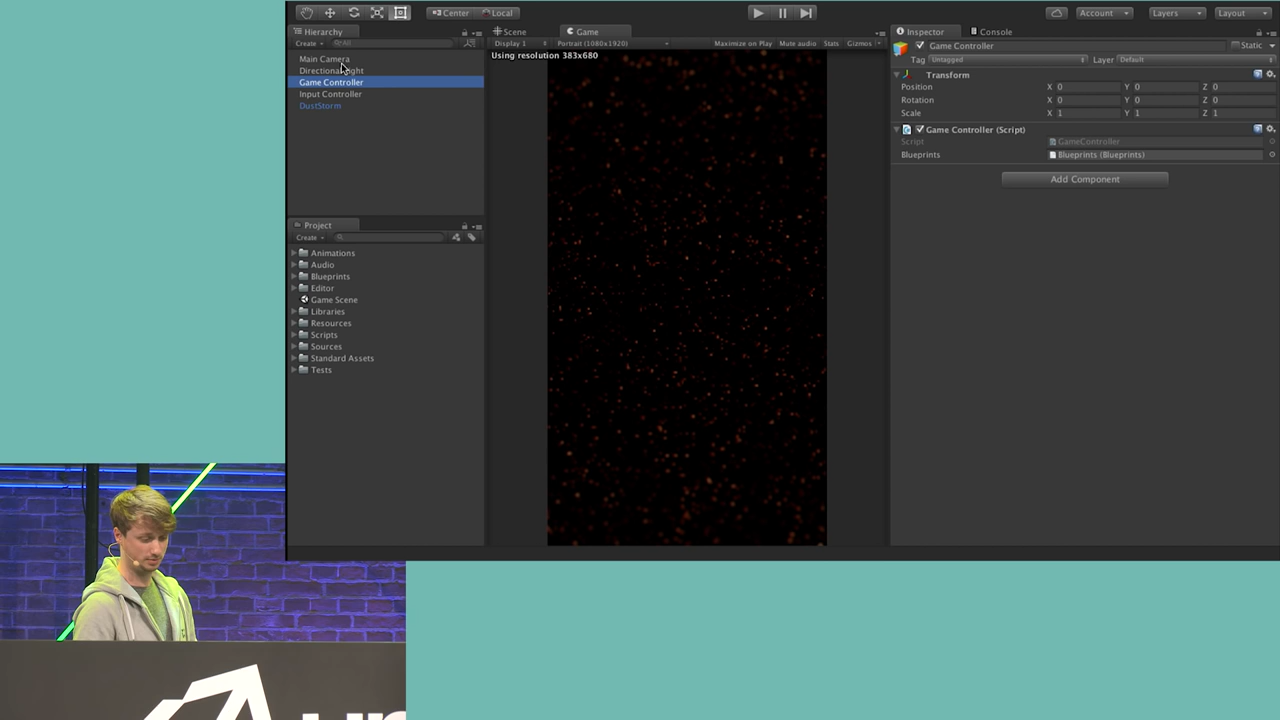 Center
Local
Account
Layers
Layout
Hierarchy
Create
All
Main Camera
Directional Light
Game Controller
Input Controller
DustStorm
Project
Create
Animations
Audio
Blueprints
Editor
Game Scene
Libraries
Resources
Scripts
Sources
Standard Assets
Tests
Scene
Game
Display 1
Portrait (1080x1920)
Maximize on Play
Mute audio
Stats
Gizmos
Using resolution 383x680
Inspector
Console
Game Controller
Static
Tag Untagged
Layer Default
Transform
Position X 0 Y 0 Z 0
Rotation X 0 Y 0 Z 0
Scale X 1 Y 1 Z 1
Game Controller (Script)
Script GameController
Blueprints Blueprints (Blueprints)
Add Component